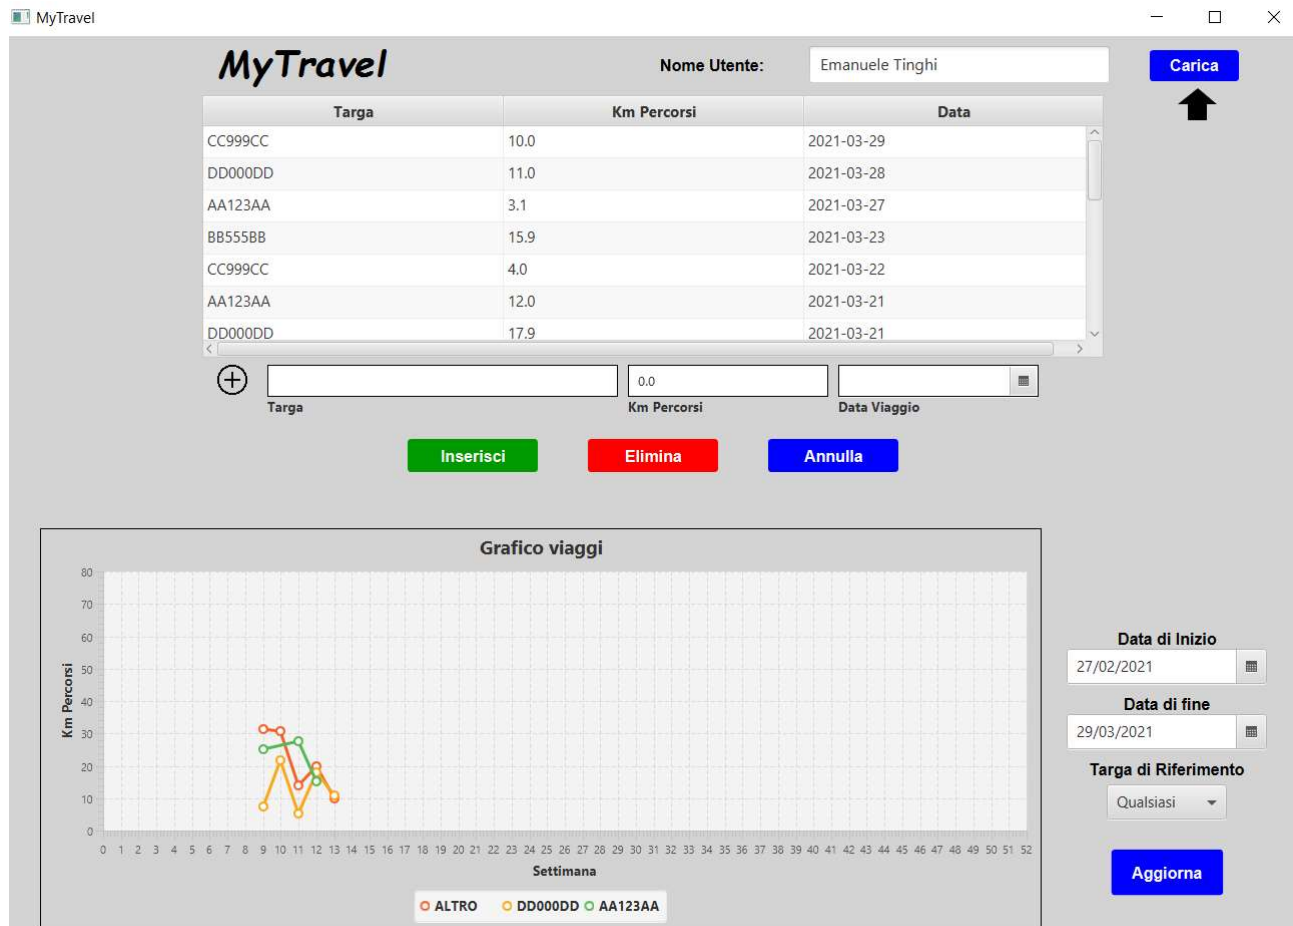 MyTravel
MyTravel
Nome Utente:
Emanuele Tinghi
Carica
Targa Km Percorsi Data
CC999CC 10.0 2021-03-29
DD000DD 11.0 2021-03-28
AA123AA 3.1 2021-03-27
BB555BB 15.9 2021-03-23
CC999CC 4.0 2021-03-22
AA123AA 12.0 2021-03-21
DD000DD 17.9 2021-03-21
0.0
Targa Km Percorsi Data Viaggio
Inserisci Elimina Annulla
Grafico viaggi
80
70
60
50
40
30
20
10
0
Km Percorsi
0 1 2 3 4 5 6 7 8 9 10 11 12 13 14 15 16 17 18 19 20 21 22 23 24 25 26 27 28 29 30 31 32 33 34 35 36 37 38 39 40 41 42 43 44 45 46 47 48 49 50 51 52
Settimana
ALTRO DD000DD AA123AA
Data di Inizio
27/02/2021
Data di fine
29/03/2021
Targa di Riferimento
Qualsiasi
Aggiorna